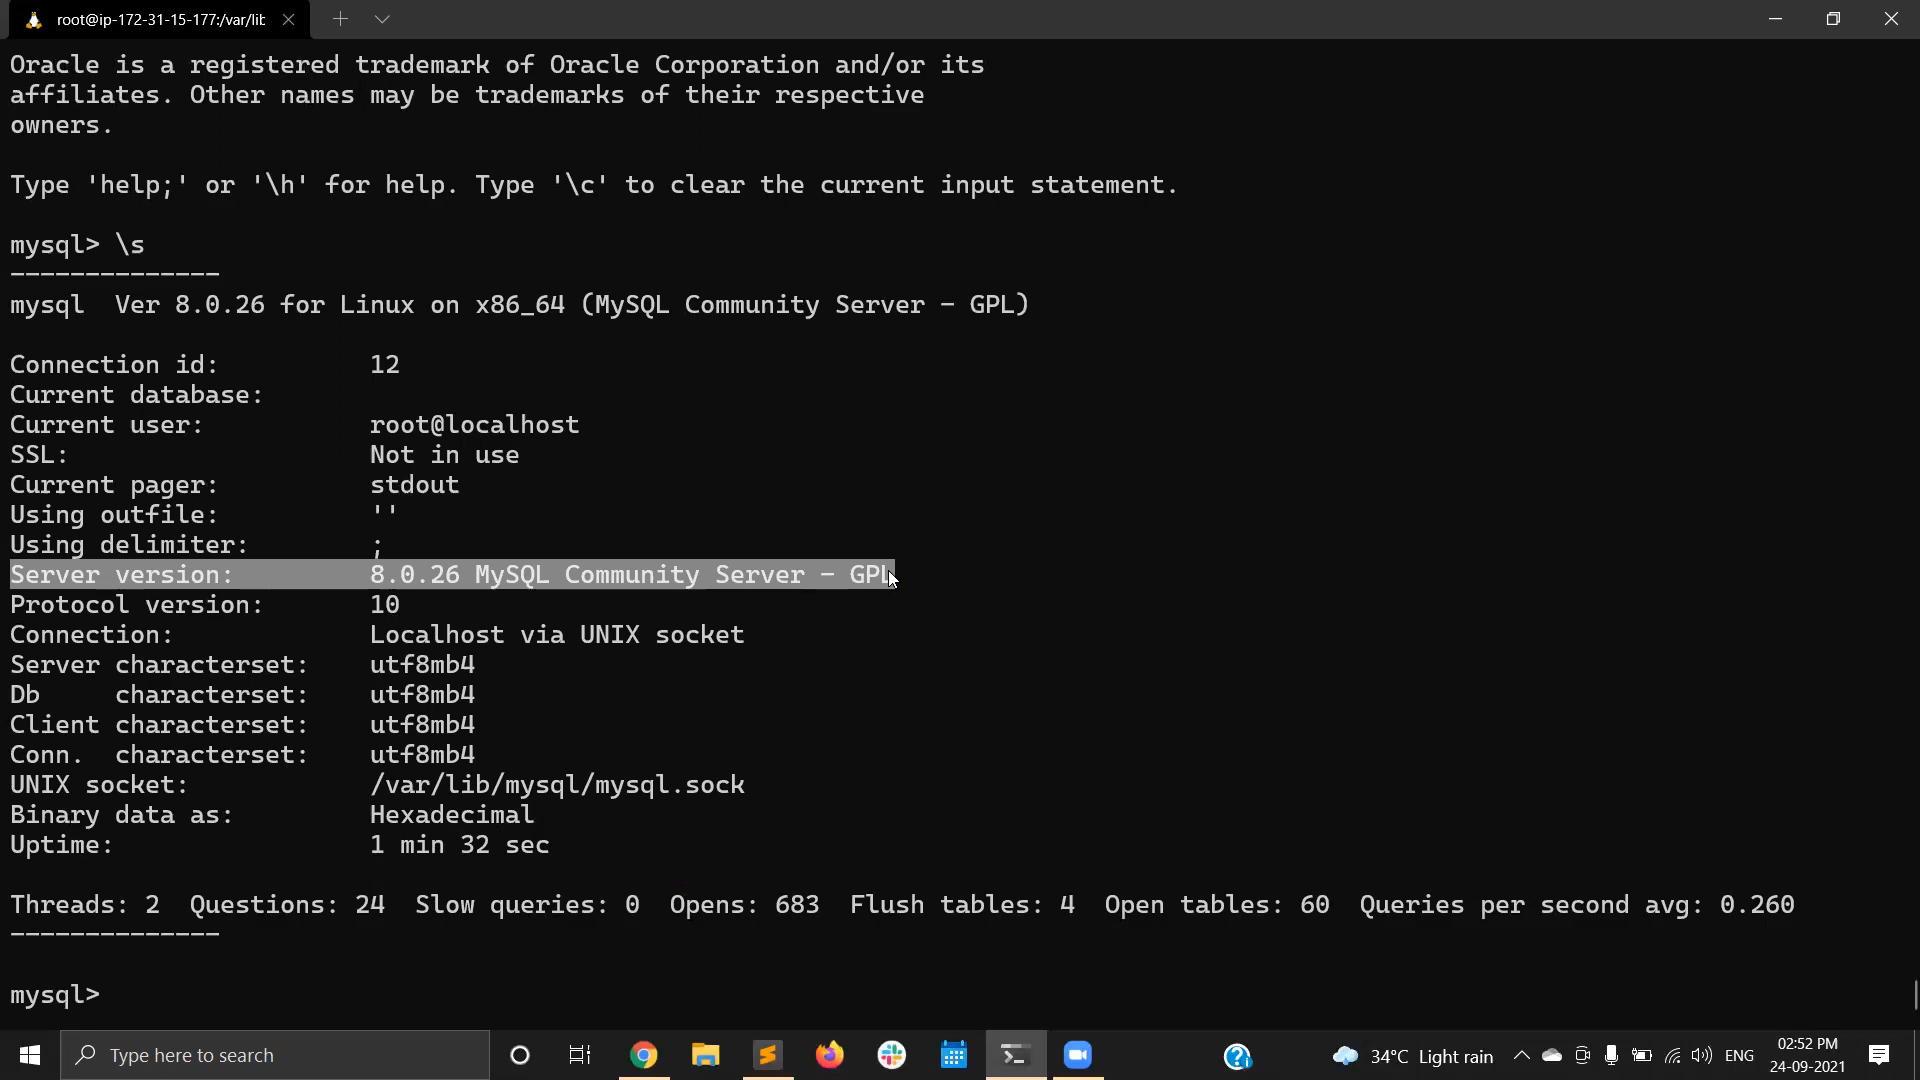 root@ip-172-31-15-177:/var/lib
Oracle is a registered trademark of Oracle Corporation and/or its
affiliates. Other names may be trademarks of their respective
owners.
Type 'help;' or '\h' for help. Type '\c' to clear the current input statement.
mysql> \s
--------------
mysql  Ver 8.0.26 for Linux on x86_64 (MySQL Community Server - GPL)
Connection id:          12
Current database:
Current user:           root@localhost
SSL:                    Not in use
Current pager:          stdout
Using outfile:          ''
Using delimiter:        ;
Server version:         8.0.26 MySQL Community Server - GPL
Protocol version:       10
Connection:             Localhost via UNIX socket
Server characterset:    utf8mb4
Db     characterset:    utf8mb4
Client characterset:    utf8mb4
Conn.  characterset:    utf8mb4
UNIX socket:            /var/lib/mysql/mysql.sock
Binary data as:         Hexadecimal
Uptime:                 1 min 32 sec
Threads: 2  Questions: 24  Slow queries: 0  Opens: 683  Flush tables: 4  Open tables: 60  Queries per second avg: 0.260
--------------
mysql>
Type here to search
34°C Light rain
ENG
02:52 PM
24-09-2021